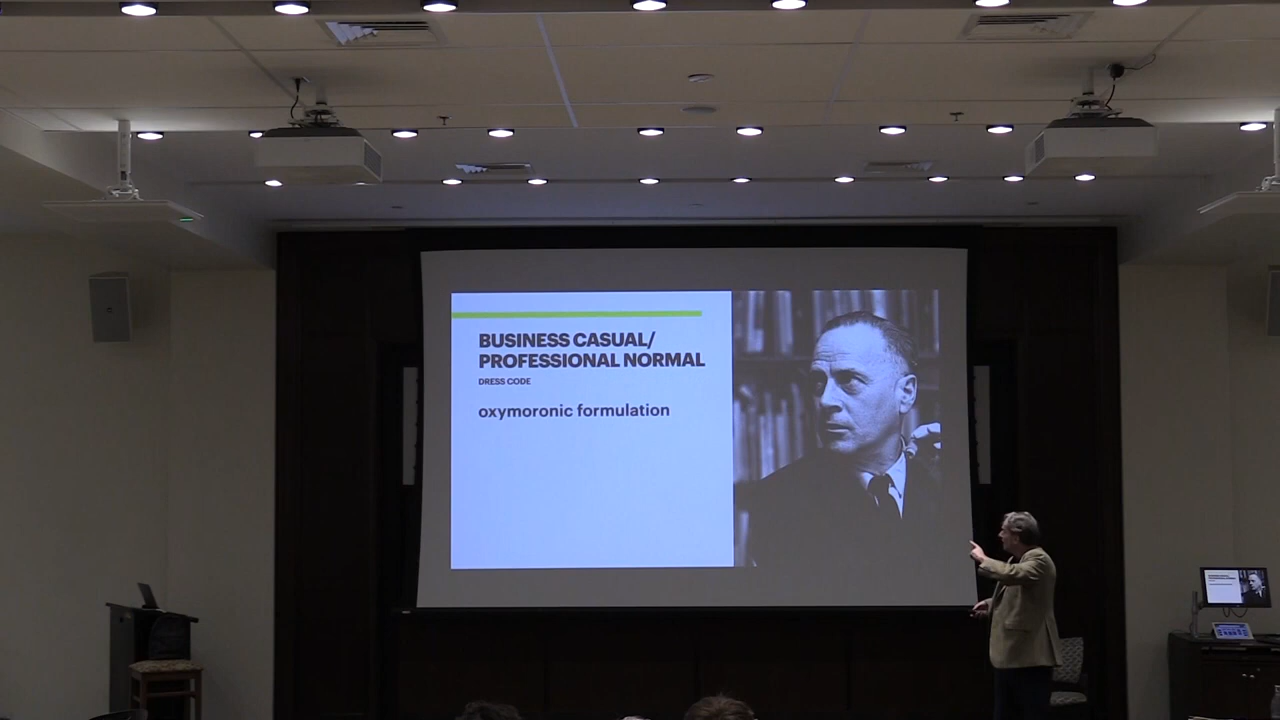 BUSINESS CASUAL/
PROFESSIONAL NORMAL
DRESS CODE
oxymoronic formulation